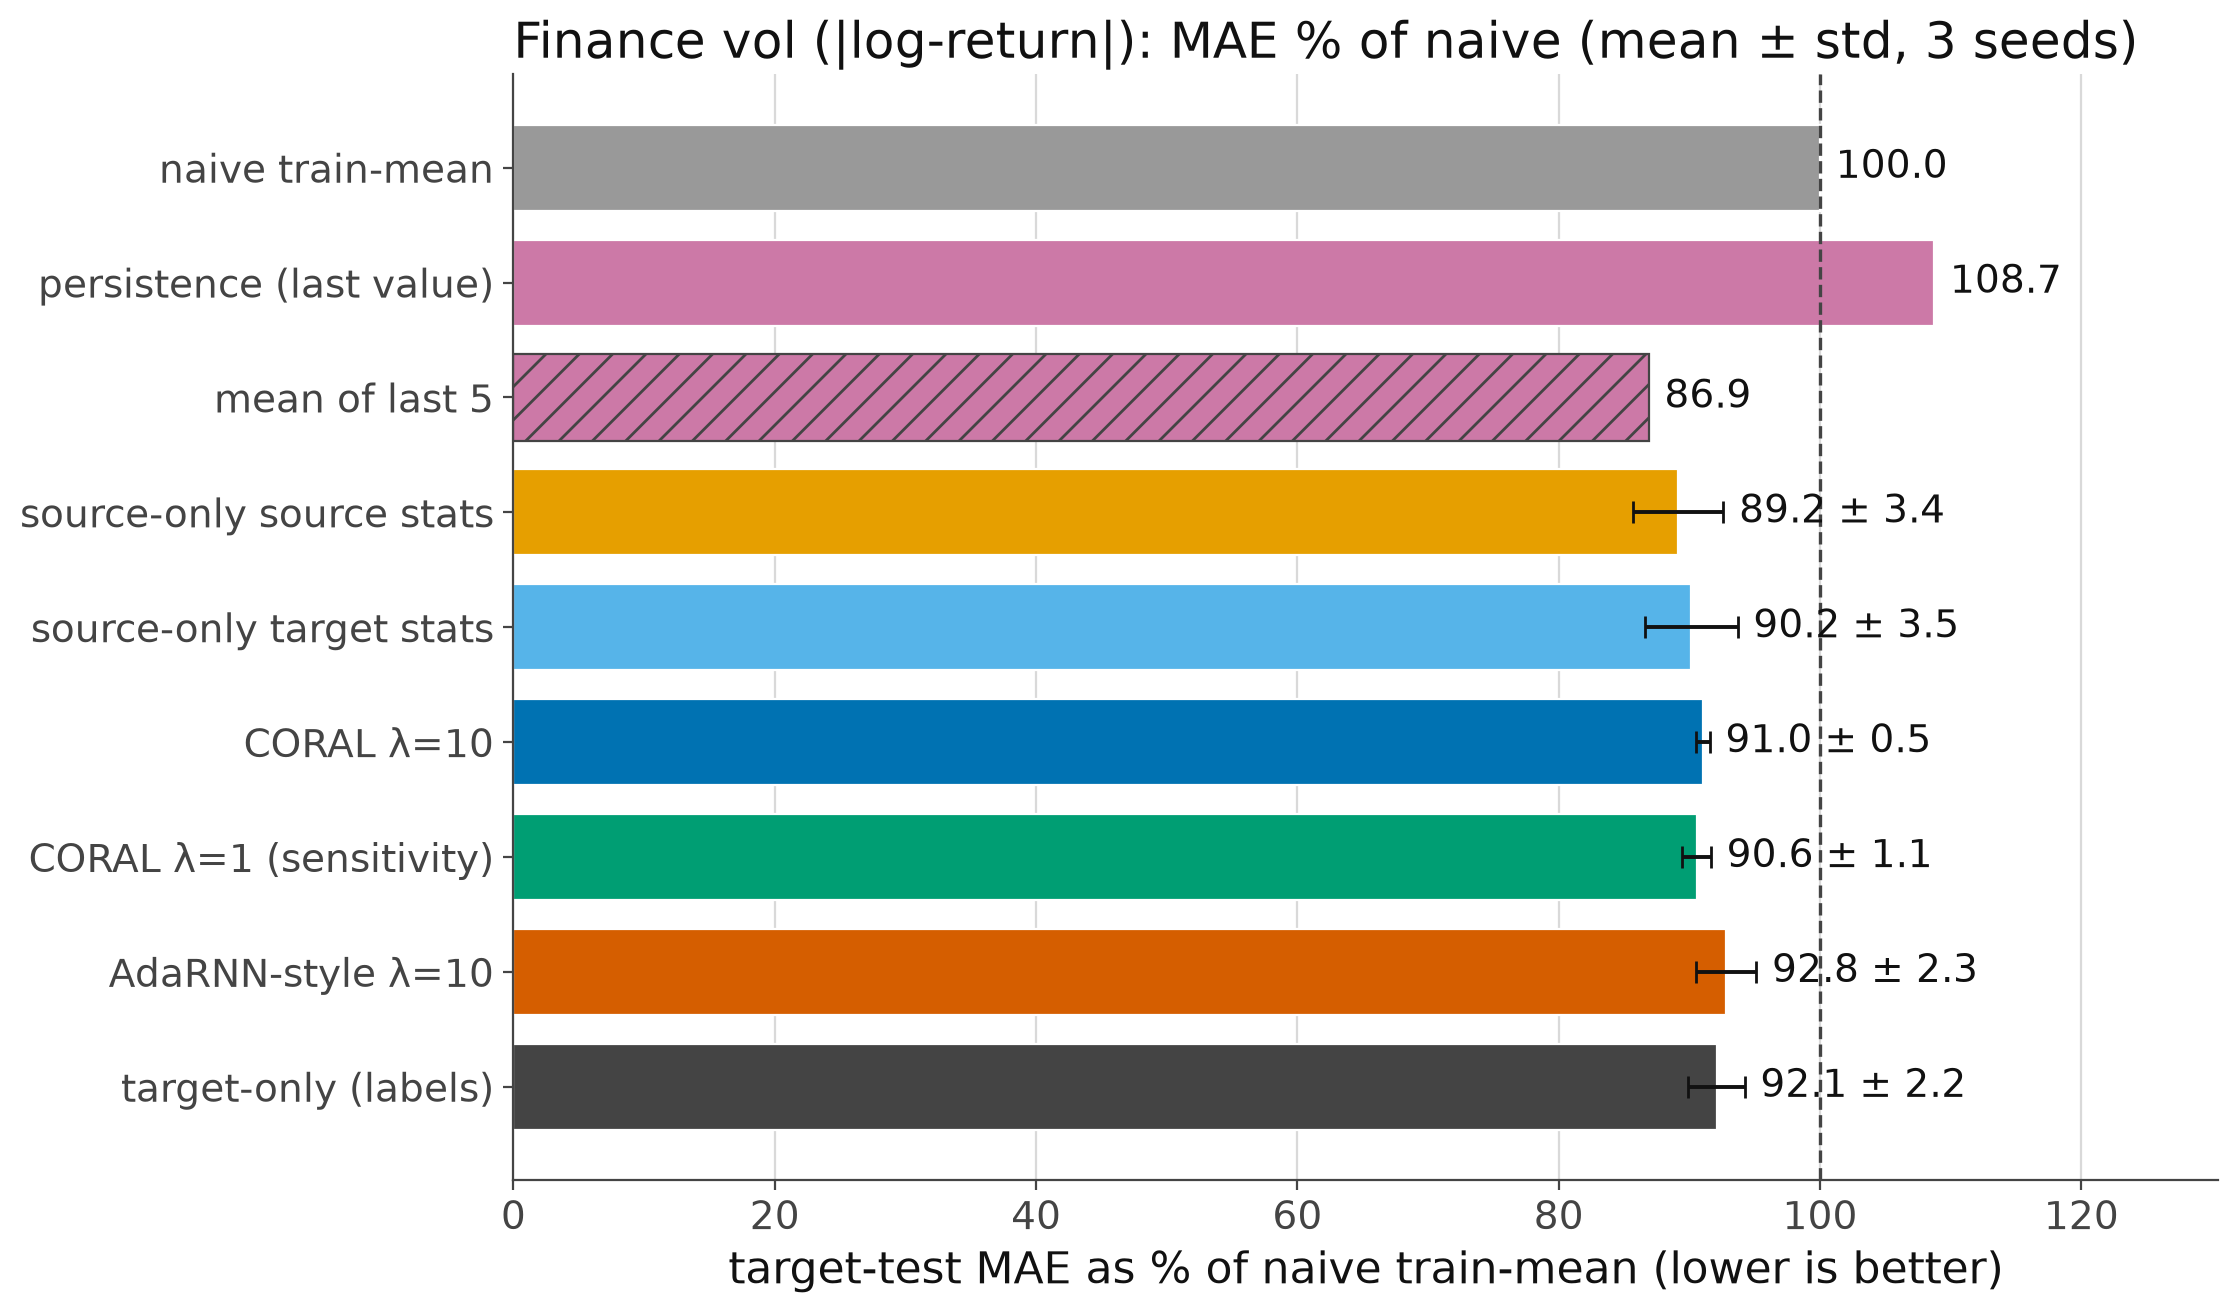 Finance vol (|log-return|): MAE % of naive (mean ± std, 3 seeds)
naive train-mean
100.0
persistence (last value)
108.7
mean of last 5
86.9
source-only source stats
89.2 ± 3.4
source-only target stats
90.2 ± 3.5
CORAL λ=10
91.0 ± 0.5
CORAL λ=1 (sensitivity)
90.6 ± 1.1
AdaRNN-style λ=10
92.8 ± 2.3
target-only (labels)
92.1 ± 2.2
0 20 40 60 80 100 120
target-test MAE as % of naive train-mean (lower is better)